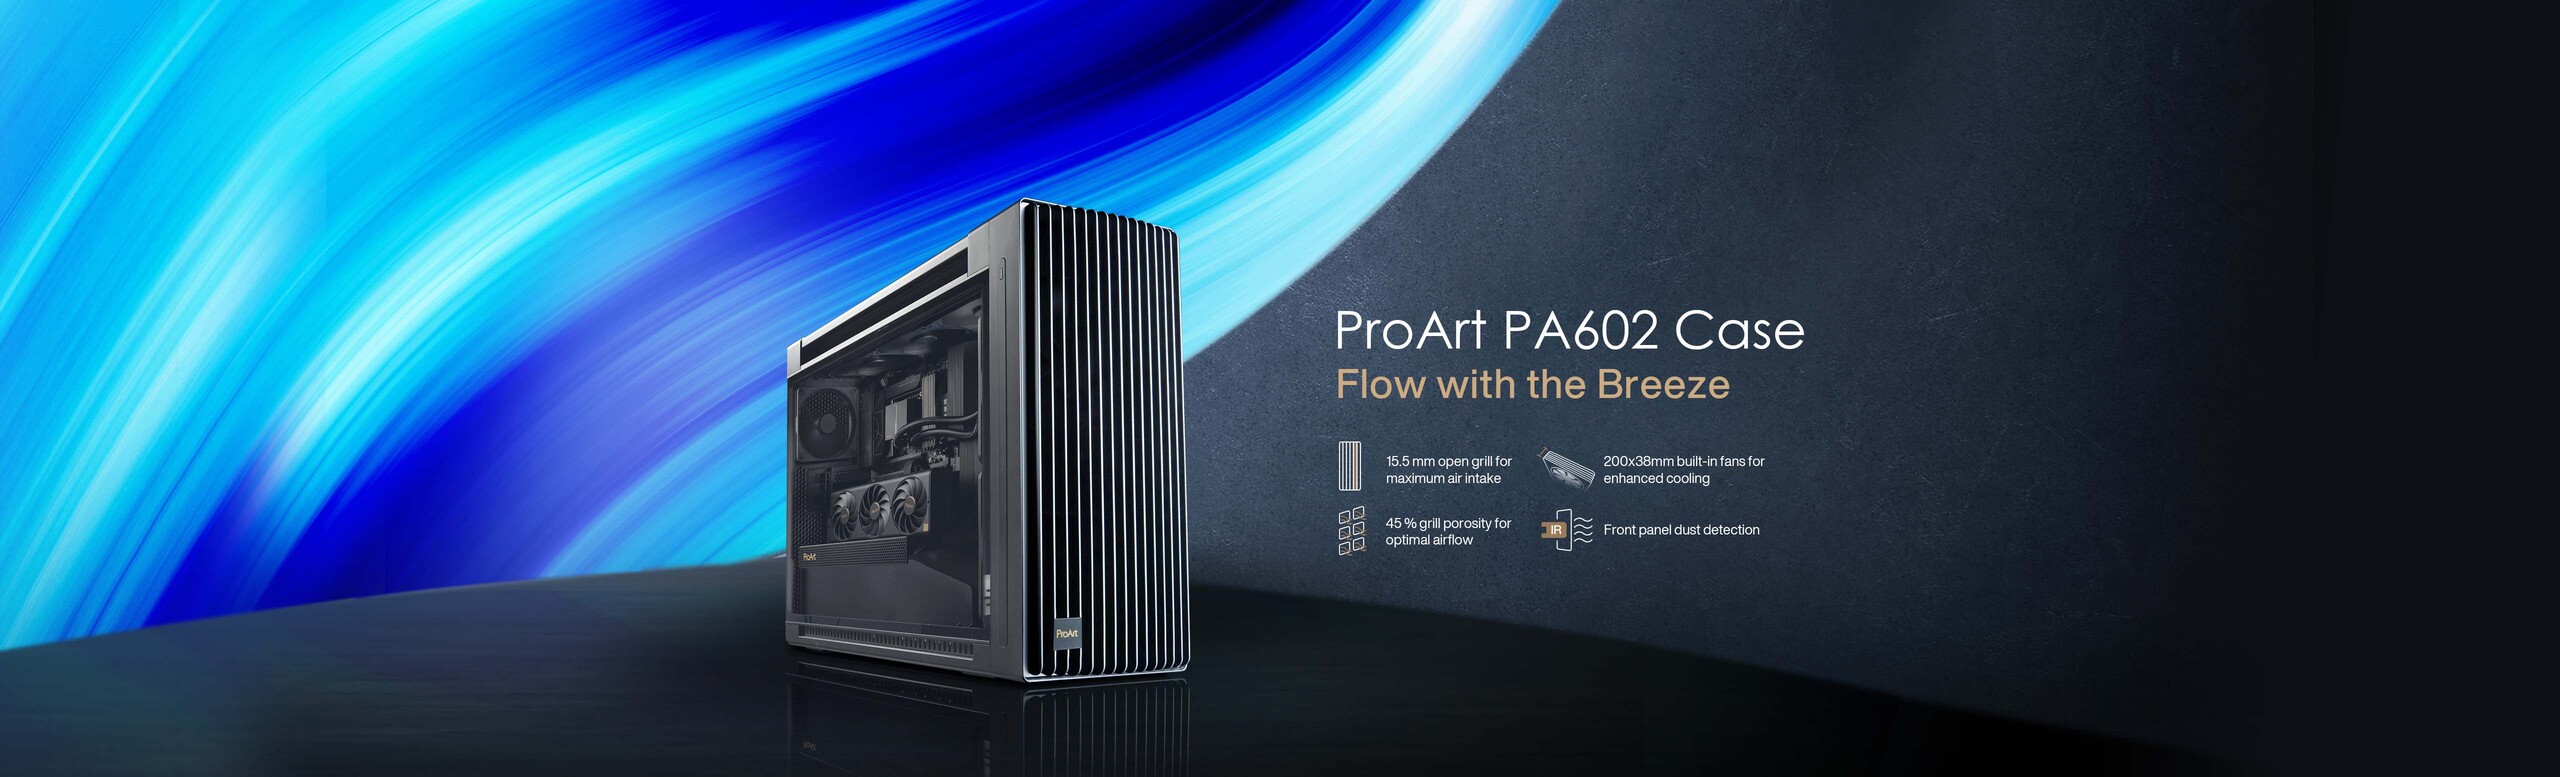 ProArt PA602 Case
Flow with the Breeze
15.5 mm open grill for
maximum air intake
200x38mm built-in fans for
enhanced cooling
45 % grill porosity for
optimal airflow
IR
Front panel dust detection
ProArt
ProArt